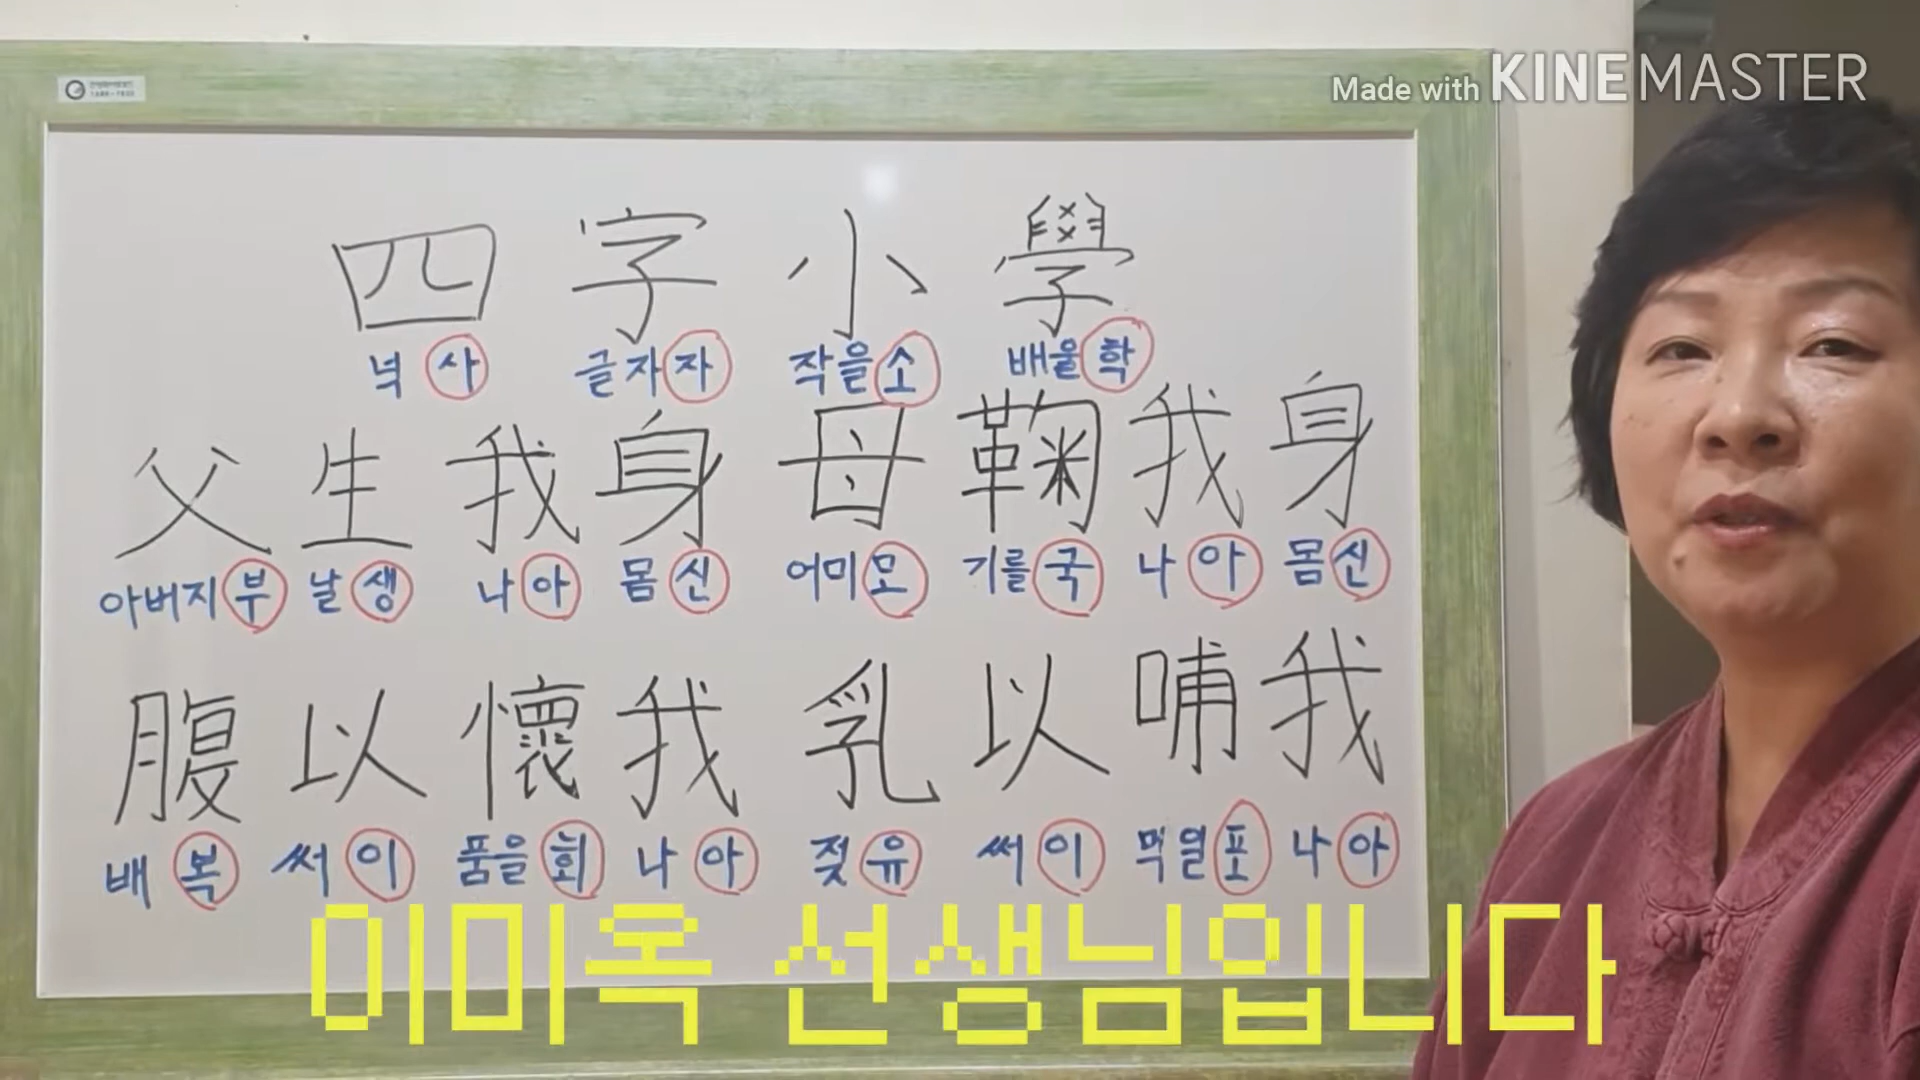 Made with KINEMASTER
四 字 小 學
넉 사 글자 자 작을 소 배울 학
父 生 我 身 母 鞠 我 身
아버지 부 날 생 나 아 몸 신 어미 모 기를 국 나 아 몸 신
腹 以 懷 我 乳 以 哺 我
배 복 써 이 품을 회 나 아 젖 유 써 이 먹일 포 나 아
이미옥 선생님입니다